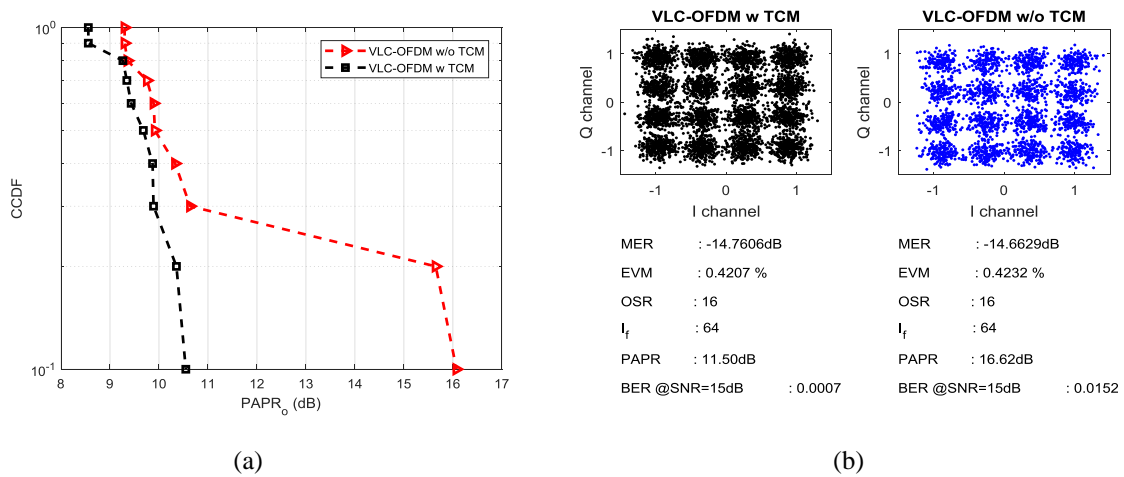 10^0
10^-1
CCDF
8 9 10 11 12 13 14 15 16 17
PAPR_o (dB)
VLC-OFDM w/o TCM
VLC-OFDM w TCM
(a)
VLC-OFDM w TCM
Q channel
1
0
-1
-1 0 1
I channel
MER : -14.7606dB
EVM : 0.4207 %
OSR : 16
I_f : 64
PAPR : 11.50dB
BER @SNR=15dB : 0.0007
VLC-OFDM w/o TCM
Q channel
1
0
-1
-1 0 1
I channel
MER : -14.6629dB
EVM : 0.4232 %
OSR : 16
I_f : 64
PAPR : 16.62dB
BER @SNR=15dB : 0.0152
(b)